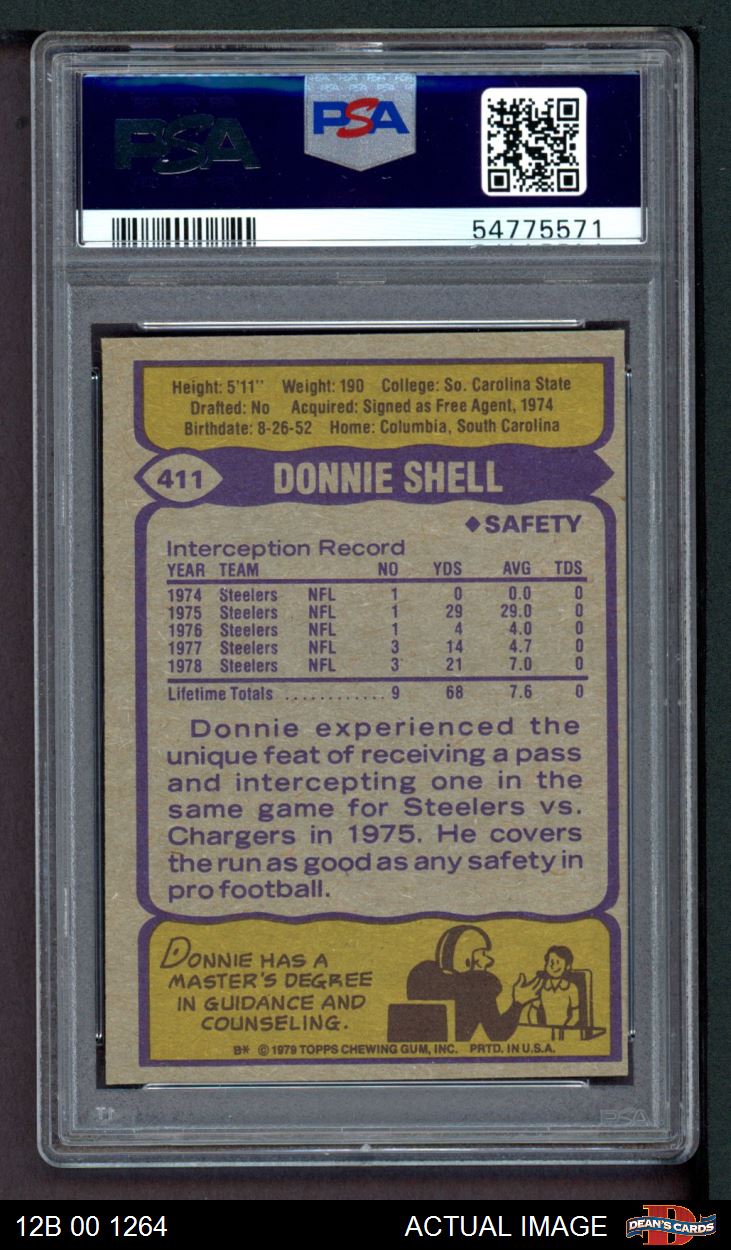 PSA
PSA
54775571
Height: 5'11" Weight: 190 College: So. Carolina State
Drafted: No Acquired: Signed as Free Agent, 1974
Birthdate: 8-26-52 Home: Columbia, South Carolina
411 DONNIE SHELL
◆SAFETY
Interception Record
YEAR TEAM NO YDS AVG TDS
1974 Steelers NFL 1 0 0.0 0
1975 Steelers NFL 1 29 29.0 0
1976 Steelers NFL 1 4 4.0 0
1977 Steelers NFL 3 14 4.7 0
1978 Steelers NFL 3 21 7.0 0
Lifetime Totals ............ 9 68 7.6 0
Donnie experienced the
unique feat of receiving a pass
and intercepting one in the
same game for Steelers vs.
Chargers in 1975. He covers
the run as good as any safety in
pro football.
DONNIE HAS A
MASTER'S DEGREE
IN GUIDANCE AND
COUNSELING.
B* © 1979 TOPPS CHEWING GUM, INC. PRTD. IN U.S.A.
PSA
12B 00 1264 ACTUAL IMAGE DEAN'S CARDS